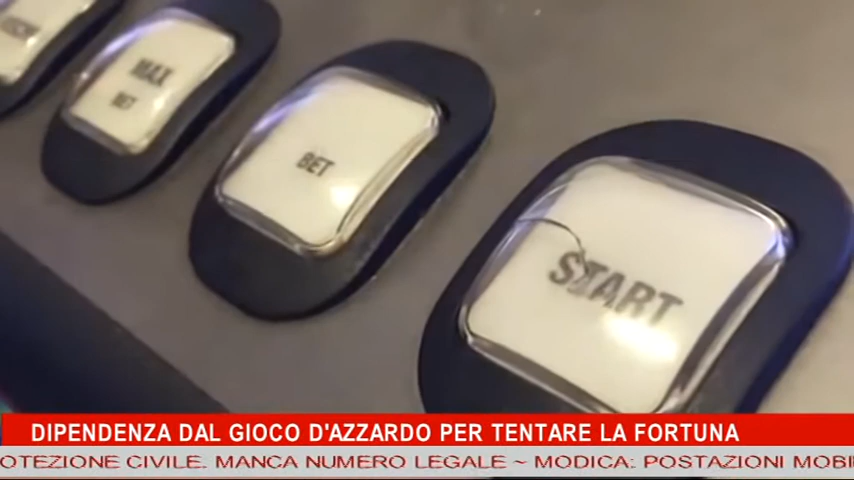 MAX
BET
BET
START
DIPENDENZA DAL GIOCO D'AZZARDO PER TENTARE LA FORTUNA
OTEZIONE CIVILE. MANCA NUMERO LEGALE ~ MODICA: POSTAZIONI MOBI